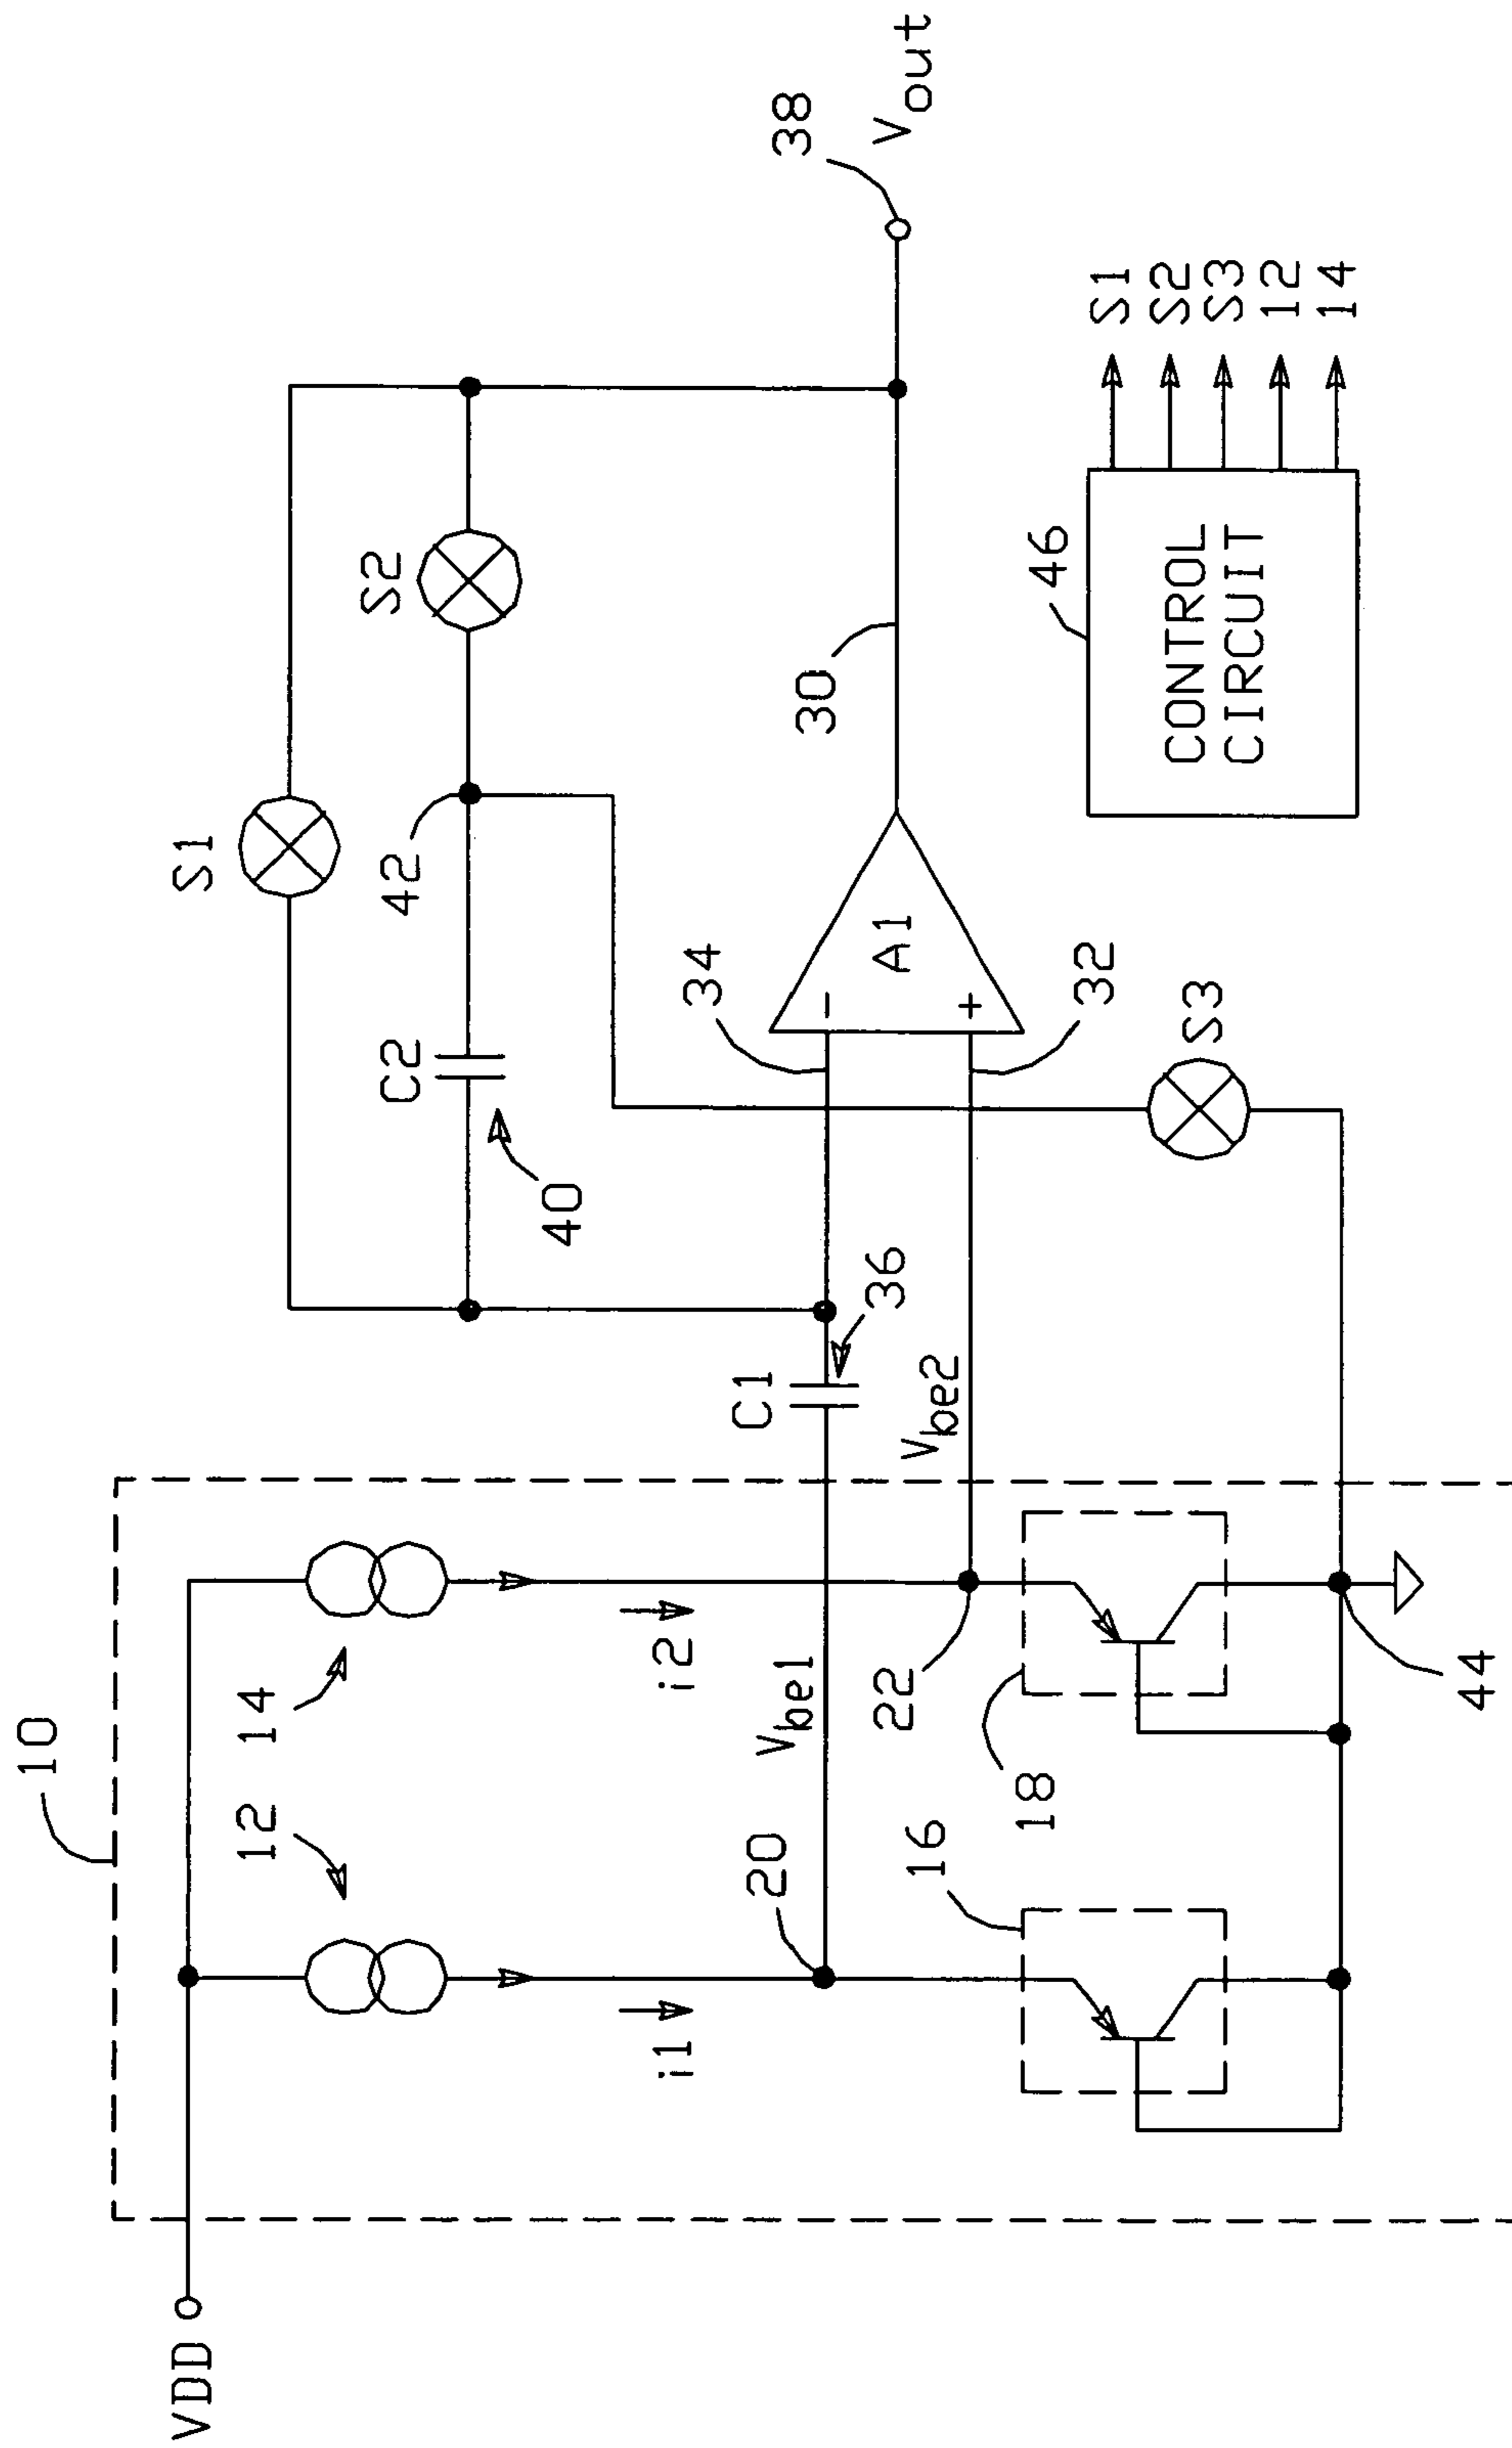 10
VDD
12
14
i1
i2
20
Vbe1
22
Vbe2
16
18
44
C1
36
S1
C2
40
42
S2
34
32
A1
−
+
S3
30
38
Vout
46
CONTROL
CIRCUIT
S1
S2
S3
12
14